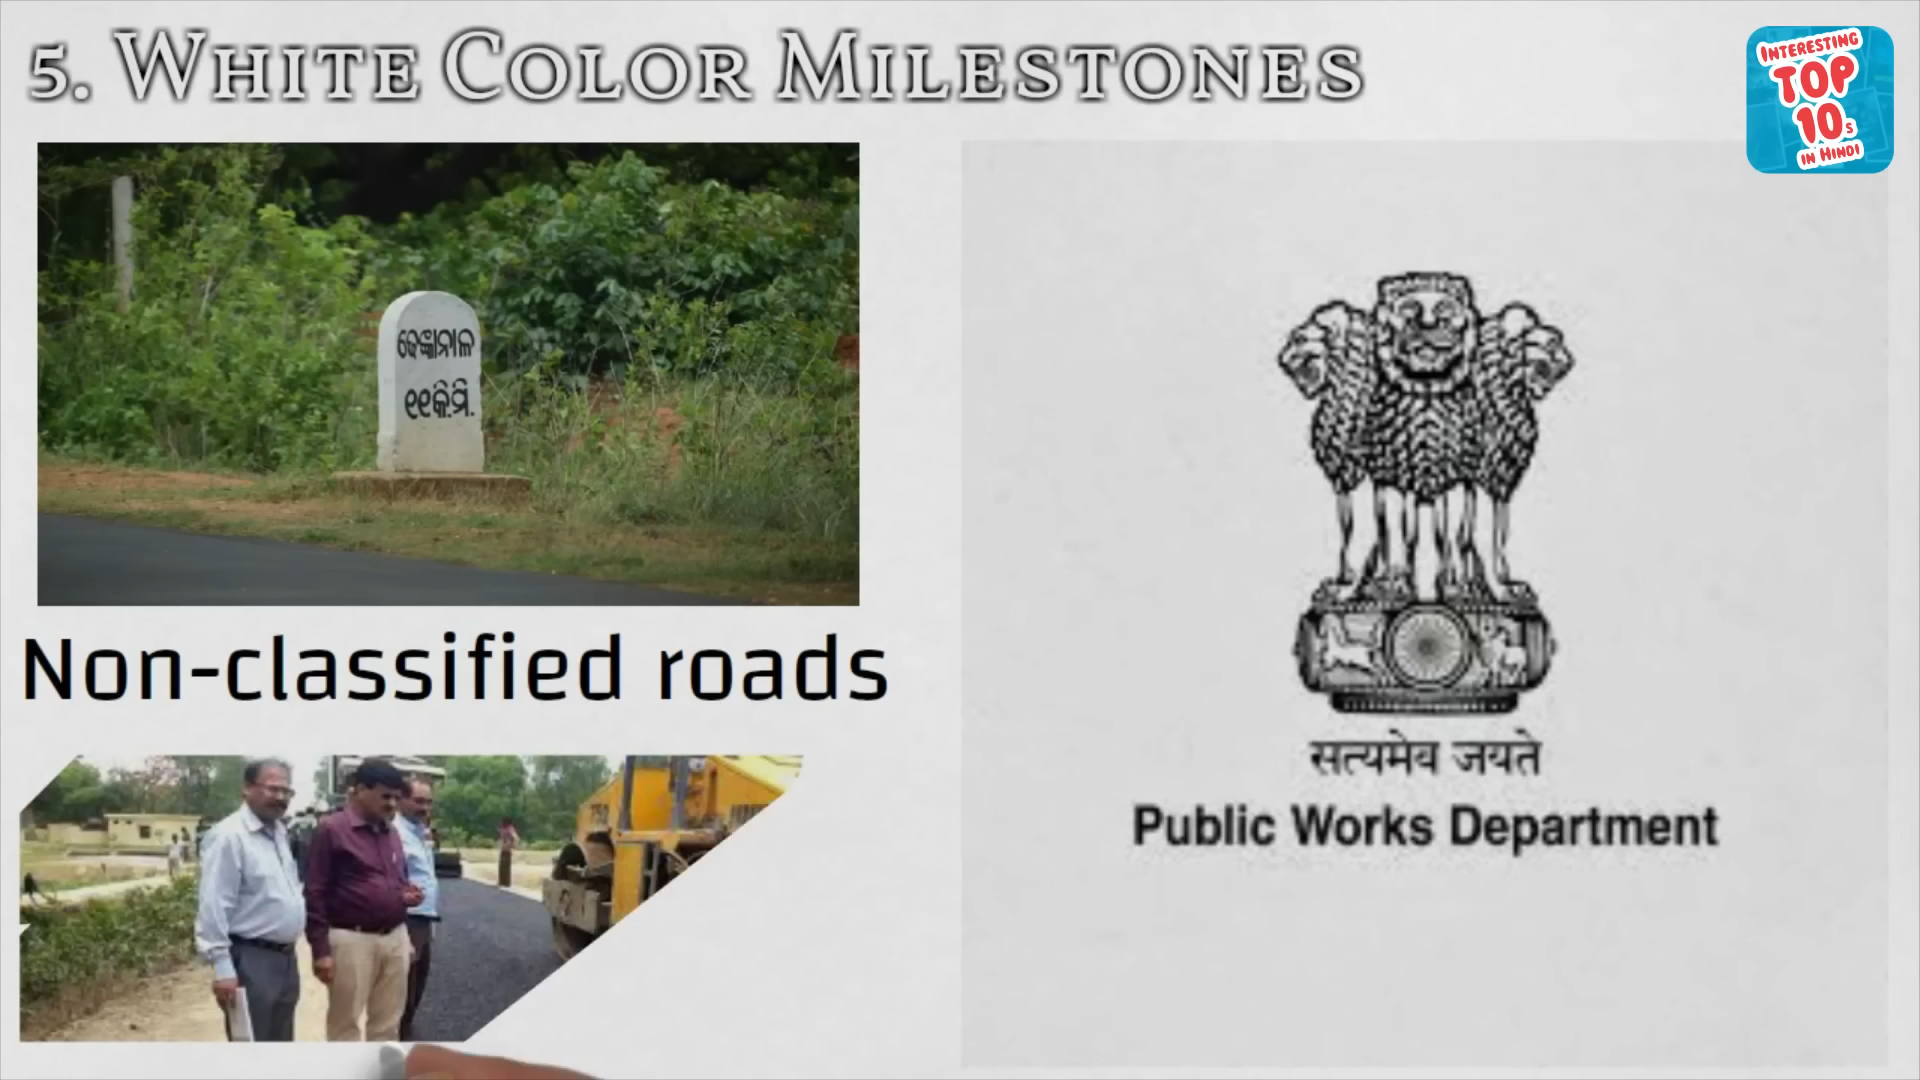 5. WHITE COLOR MILESTONES
INTERESTING
TOP
10s
IN HINDI
ଢେଙ୍କାନାଳ
୧୧କି.ମି.
Non-classified roads
सत्यमेव जयते
Public Works Department